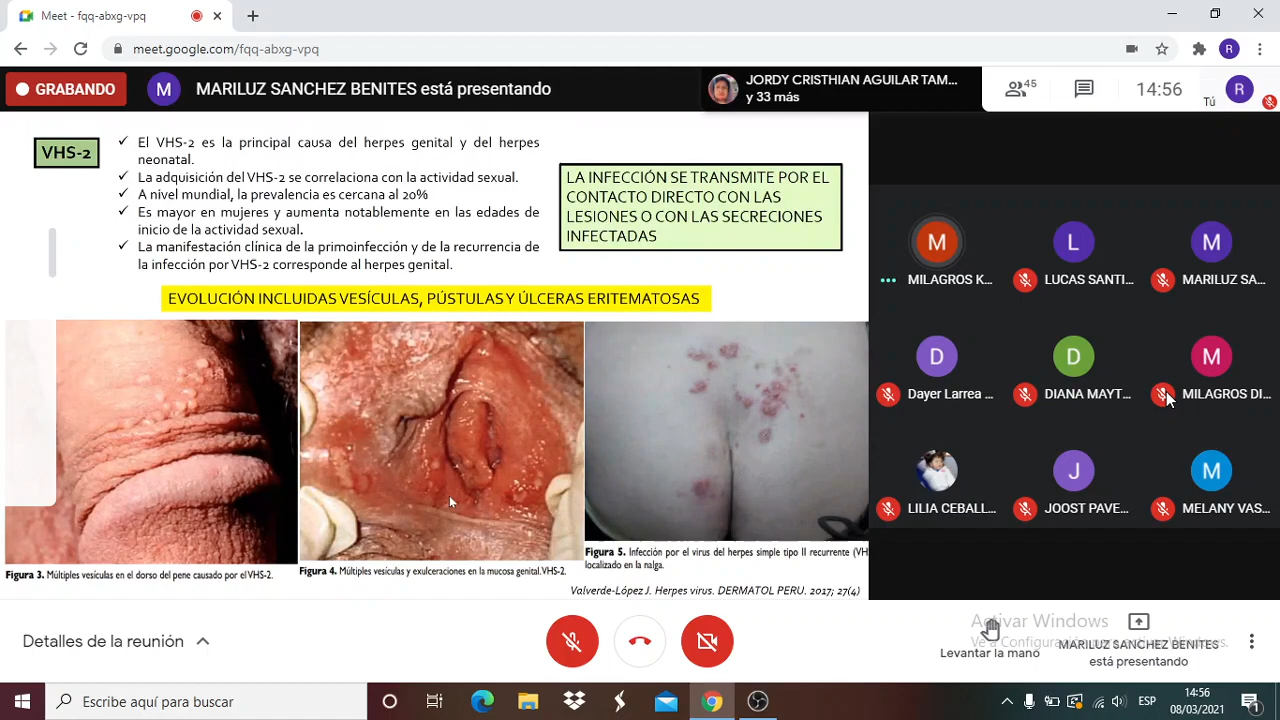 Meet - fqq-abxg-vpq
meet.google.com/fqq-abxg-vpq
R
GRABANDO
M
MARILUZ SANCHEZ BENITES está presentando
JORDY CRISTHIAN AGUILAR TAM...
y 33 más
45
14:56
Tú
R
VHS-2
✓ El VHS-2 es la principal causa del herpes genital y del herpes
neonatal.
✓ La adquisición del VHS-2 se correlaciona con la actividad sexual.
✓ A nivel mundial, la prevalencia es cercana al 20%
✓ Es mayor en mujeres y aumenta notablemente en las edades de
inicio de la actividad sexual.
✓ La manifestación clínica de la primoinfección y de la recurrencia de
la infección por VHS-2 corresponde al herpes genital.
LA INFECCIÓN SE TRANSMITE POR EL
CONTACTO DIRECTO CON LAS
LESIONES O CON LAS SECRECIONES
INFECTADAS
EVOLUCIÓN INCLUIDAS VESÍCULAS, PÚSTULAS Y ÚLCERAS ERITEMATOSAS
Figura 3. Múltiples vesículas en el dorso del pene causado por el VHS-2.
Figura 4. Múltiples vesículas y exulceraciones en la mucosa genital. VHS-2.
Figura 5. Infección por el virus del herpes simple tipo II recurrente (VH
localizado en la nalga.
Valverde-López J. Herpes virus. DERMATOL PERU. 2017; 27(4)
M
MILAGROS K...
L
LUCAS SANTI...
M
MARILUZ SA...
D
Dayer Larrea ...
D
DIANA MAYT...
M
MILAGROS DI...
LILIA CEBALL...
J
JOOST PAVE...
M
MELANY VAS...
Detalles de la reunión
Activar Windows
Ve a Configuración para activar Windows.
Levantar la mano
MARILUZ SANCHEZ BENITES
está presentando
Escribe aquí para buscar
ESP
14:56
08/03/2021
1